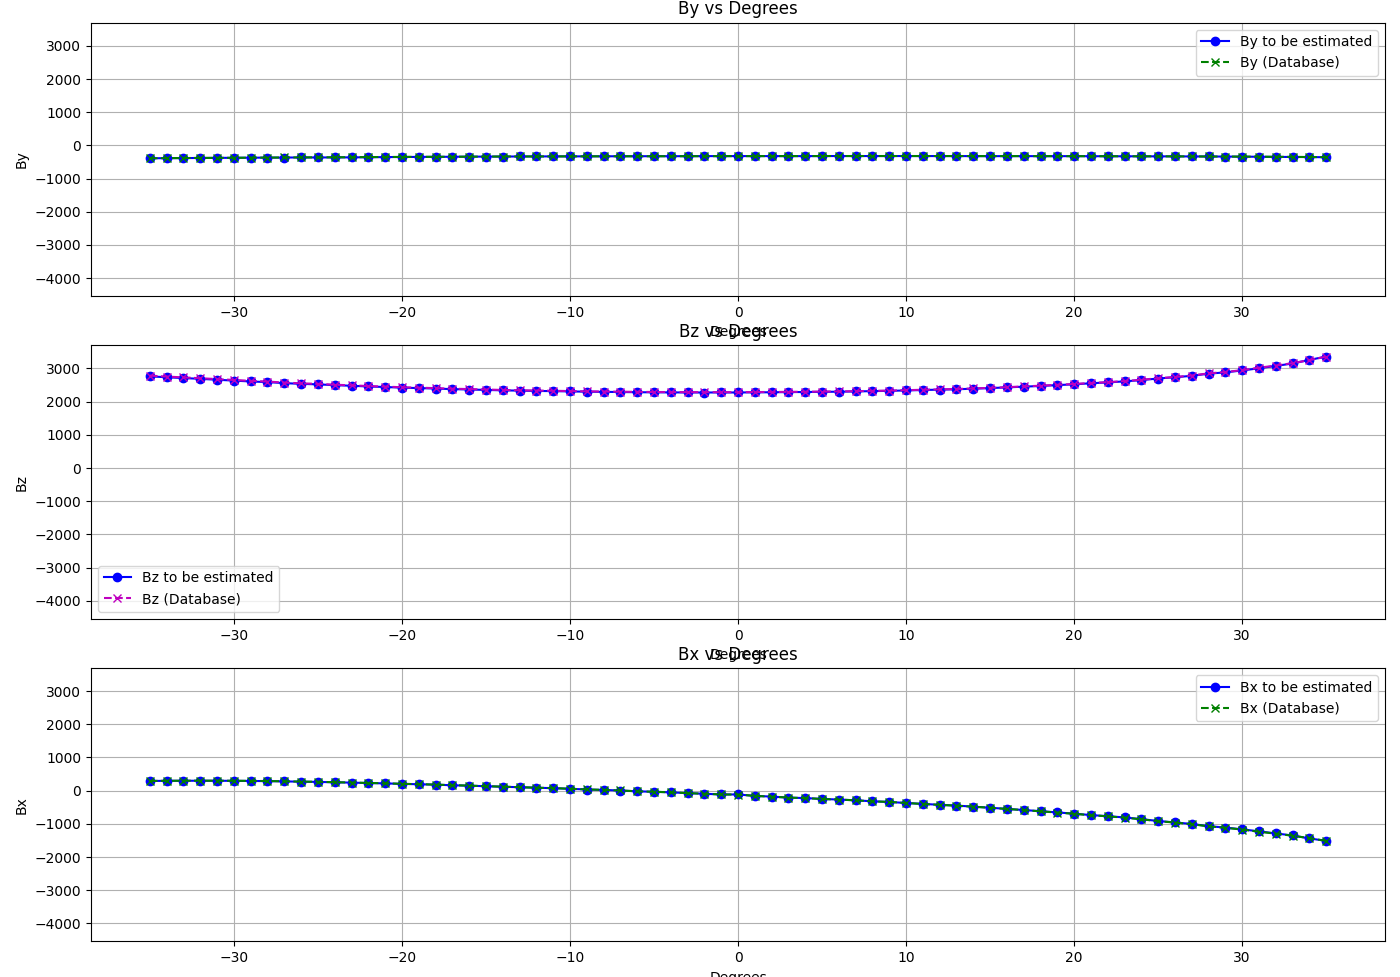 By vs Degrees
By
3000
2000
1000
0
−1000
−2000
−3000
−4000
By to be estimated
By (Database)
−30 −20 −10 0 10 20 30
Degrees
Bz vs Degrees
Bz
3000
2000
1000
0
−1000
−2000
−3000
−4000
Bz to be estimated
Bz (Database)
−30 −20 −10 0 10 20 30
Degrees
Bx vs Degrees
Bx
3000
2000
1000
0
−1000
−2000
−3000
−4000
Bx to be estimated
Bx (Database)
−30 −20 −10 0 10 20 30
Degrees